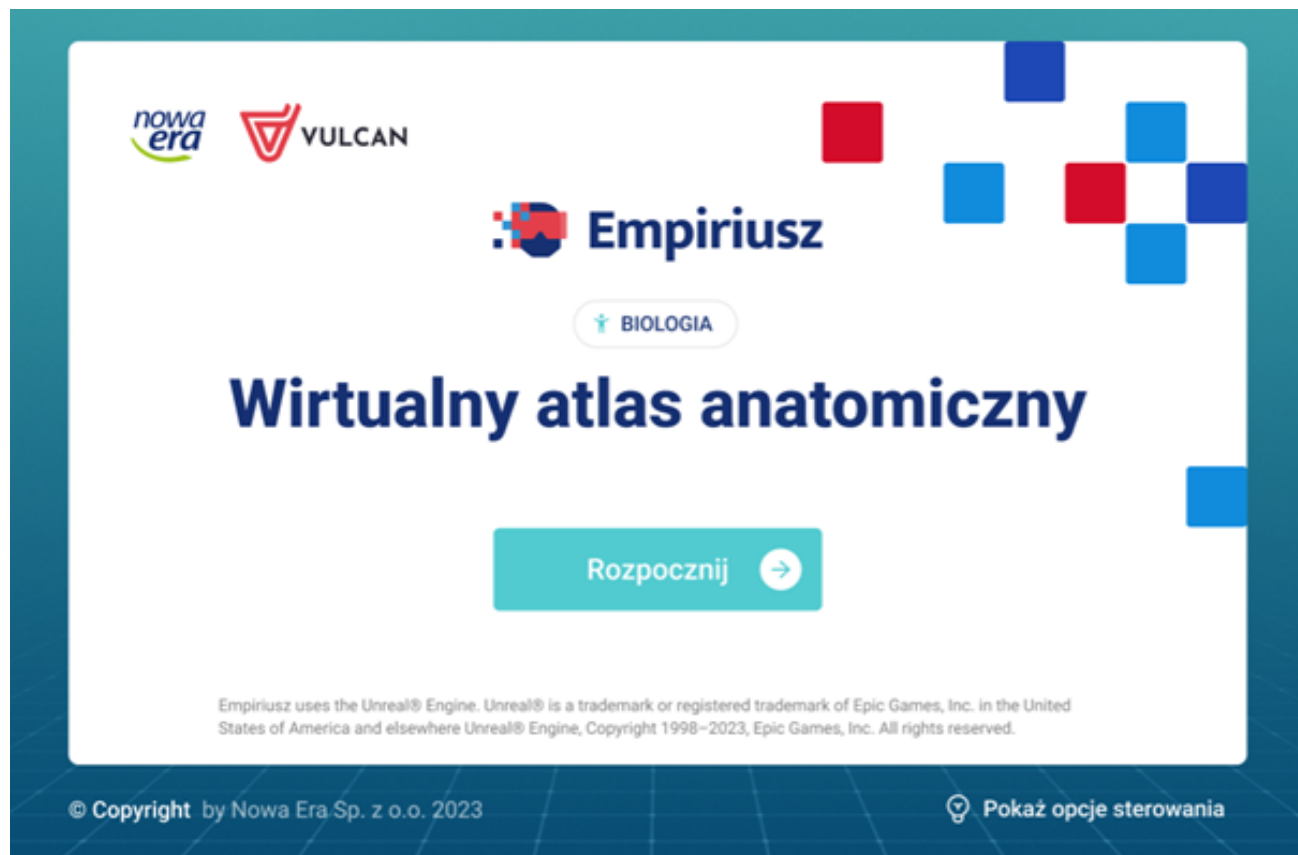 nowa
era
VULCAN
Empiriusz
BIOLOGIA
Wirtualny atlas anatomiczny
Rozpocznij
Empiriusz uses the Unreal® Engine. Unreal® is a trademark or registered trademark of Epic Games, Inc. in the United
States of America and elsewhere Unreal® Engine, Copyright 1998–2023, Epic Games, Inc. All rights reserved.
© Copyright by Nowa Era Sp. z o.o. 2023
Pokaż opcje sterowania